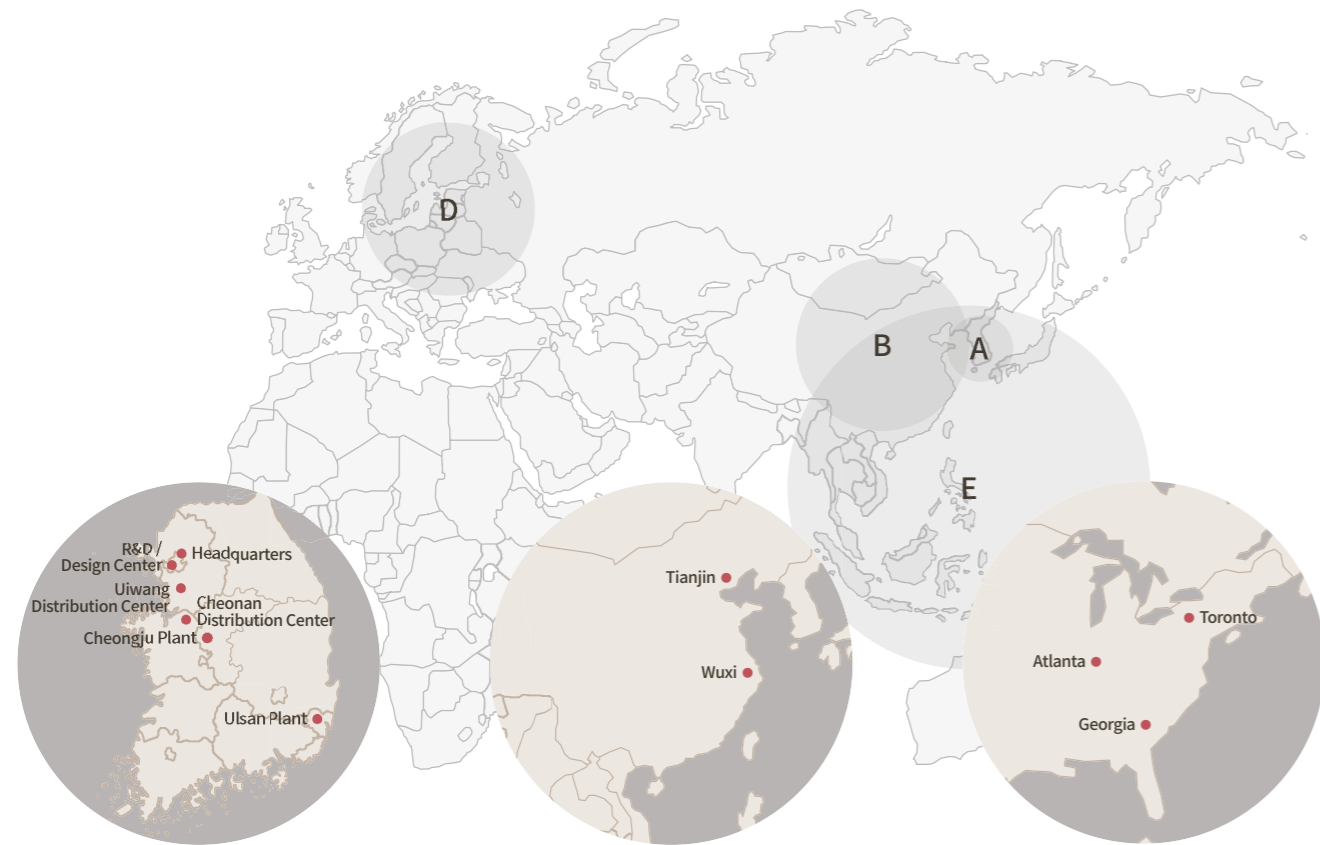 D
B
A
E
R&D /
Design Center
Headquarters
Uiwang
Distribution Center
Cheonan
Distribution Center
Cheongju Plant
Ulsan Plant
Tianjin
Wuxi
Toronto
Atlanta
Georgia